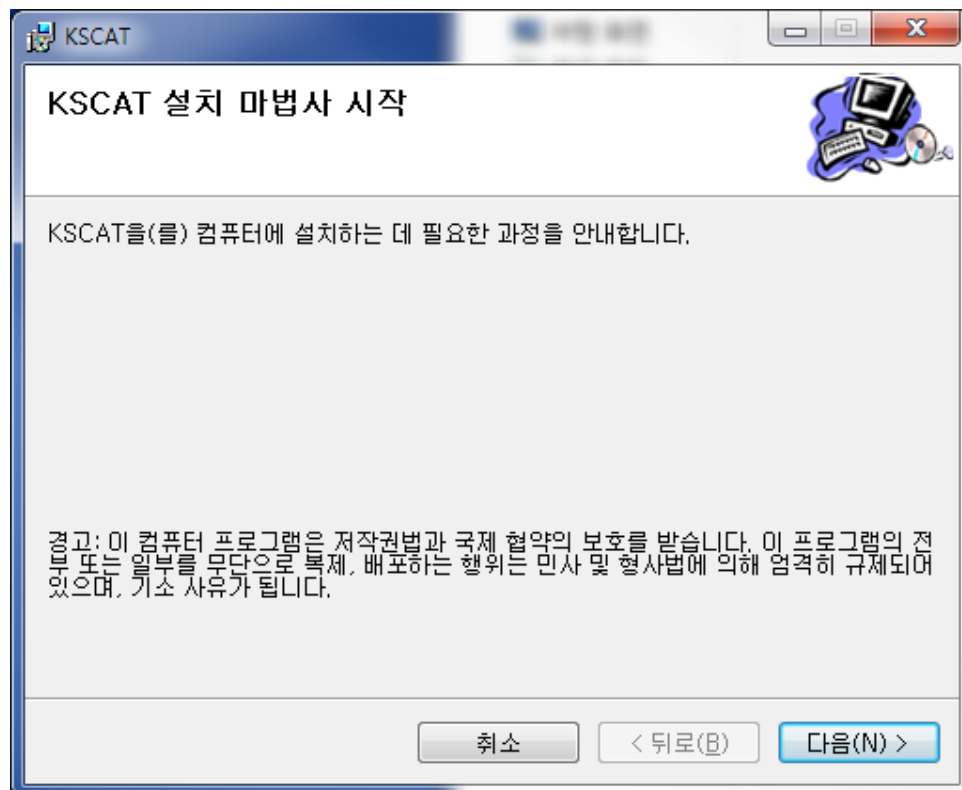 KSCAT
KSCAT 설치 마법사 시작
KSCAT을(를) 컴퓨터에 설치하는 데 필요한 과정을 안내합니다.
경고: 이 컴퓨터 프로그램은 저작권법과 국제 협약의 보호를 받습니다. 이 프로그램의 전
부 또는 일부를 무단으로 복제, 배포하는 행위는 민사 및 형사법에 의해 엄격히 규제되어
있으며, 기소 사유가 됩니다.
취소 < 뒤로(B) 다음(N) >